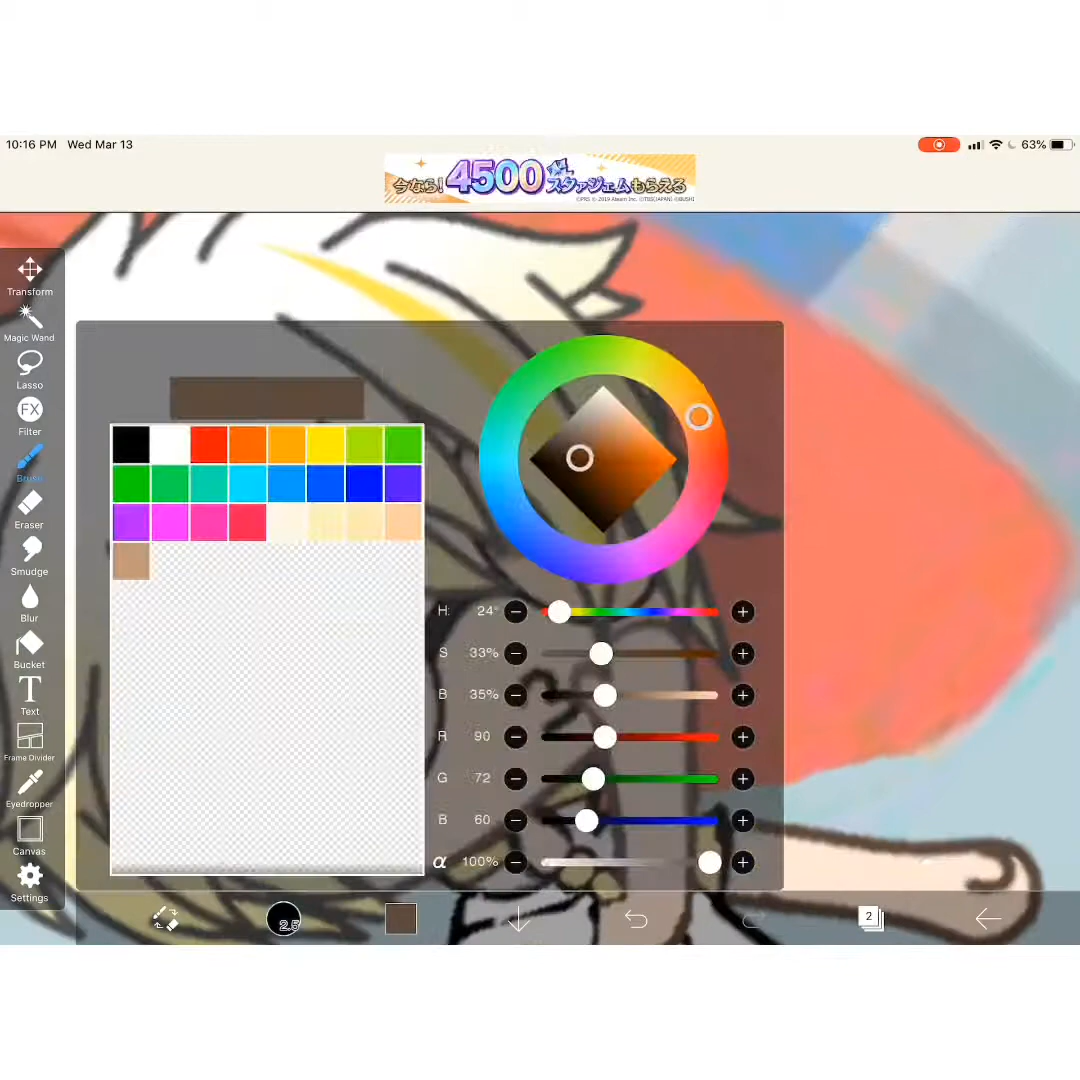 10:16 PM Wed Mar 13
63%
今なら!4500スタァジェムもらえる
Transform
Magic Wand
Lasso
FX
Filter
Brush
Eraser
Smudge
Blur
Bucket
T
Text
Frame Divider
Eyedropper
Canvas
Settings
H: 24°
S 33%
B 35%
R 90
G 72
B 60
α 100%
2.5
2